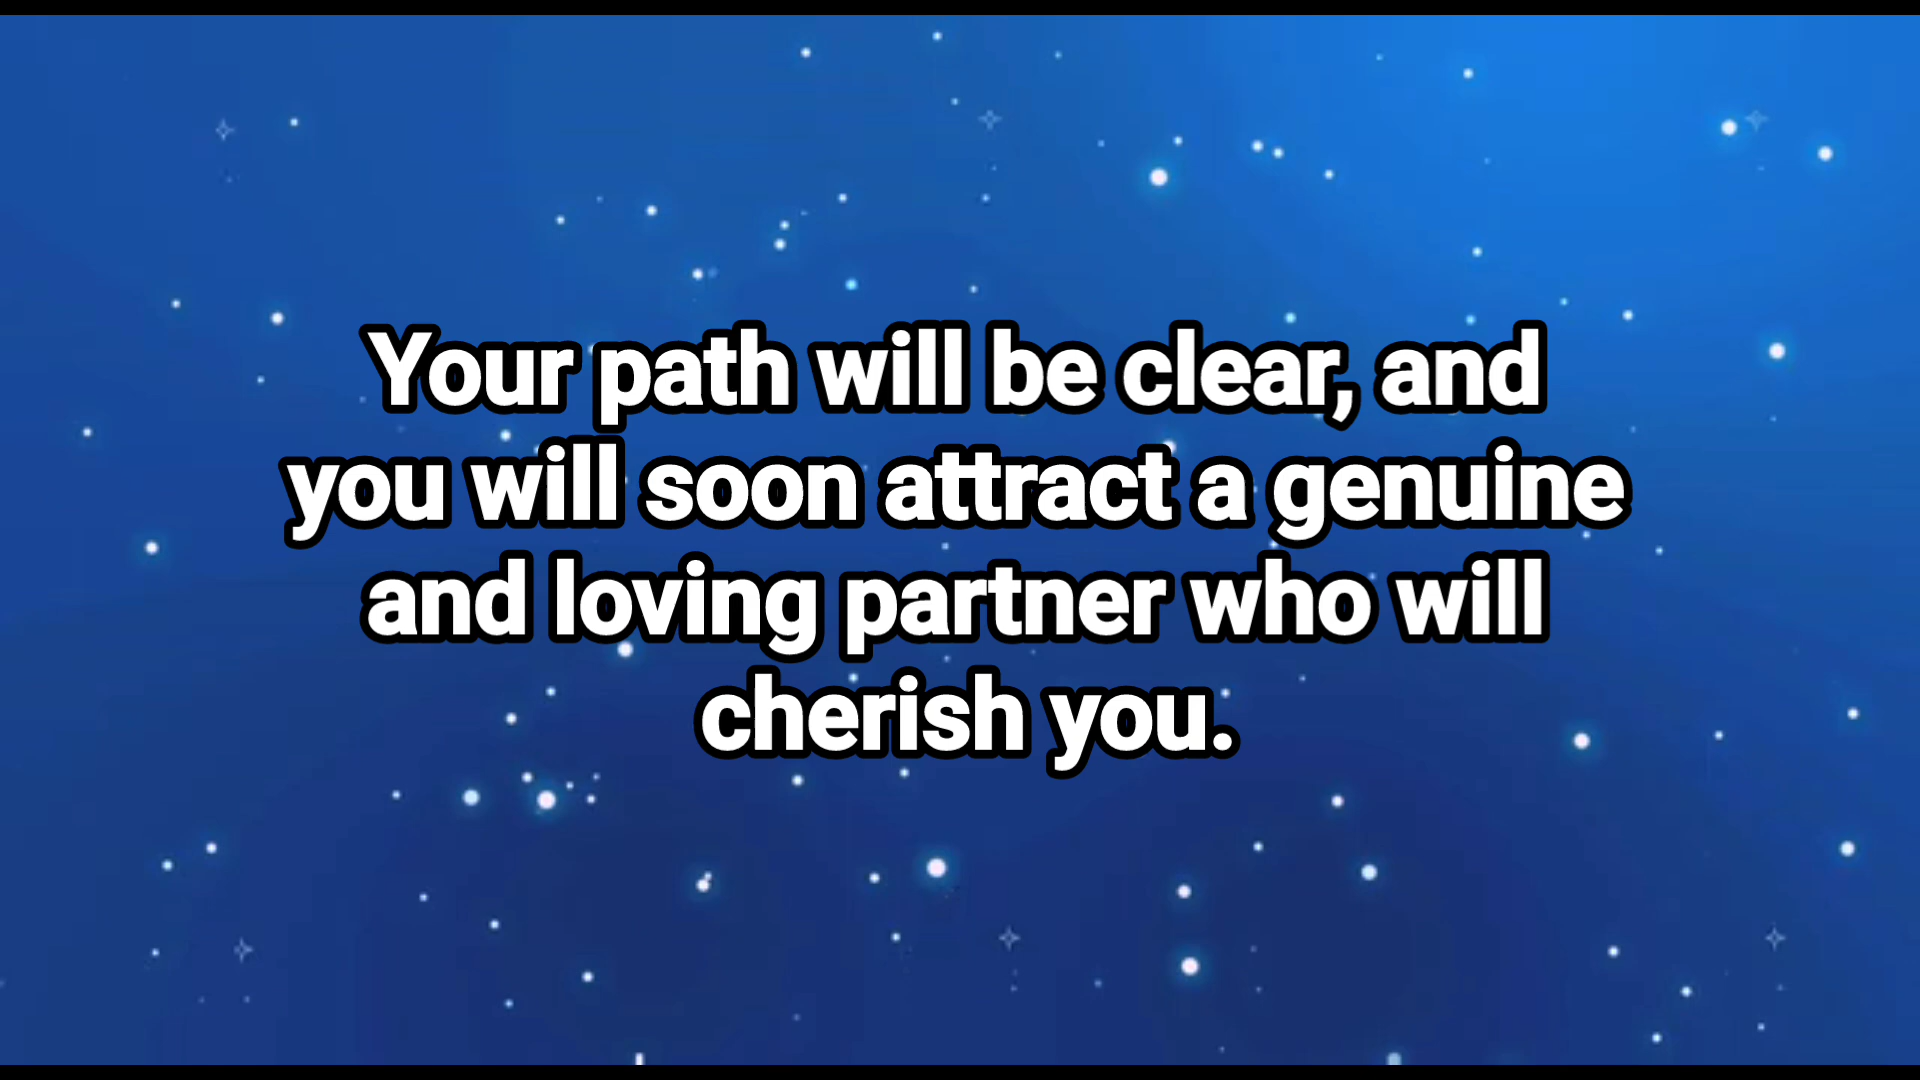 Your path will be clear, and
you will soon attract a genuine
and loving partner who will
cherish you.